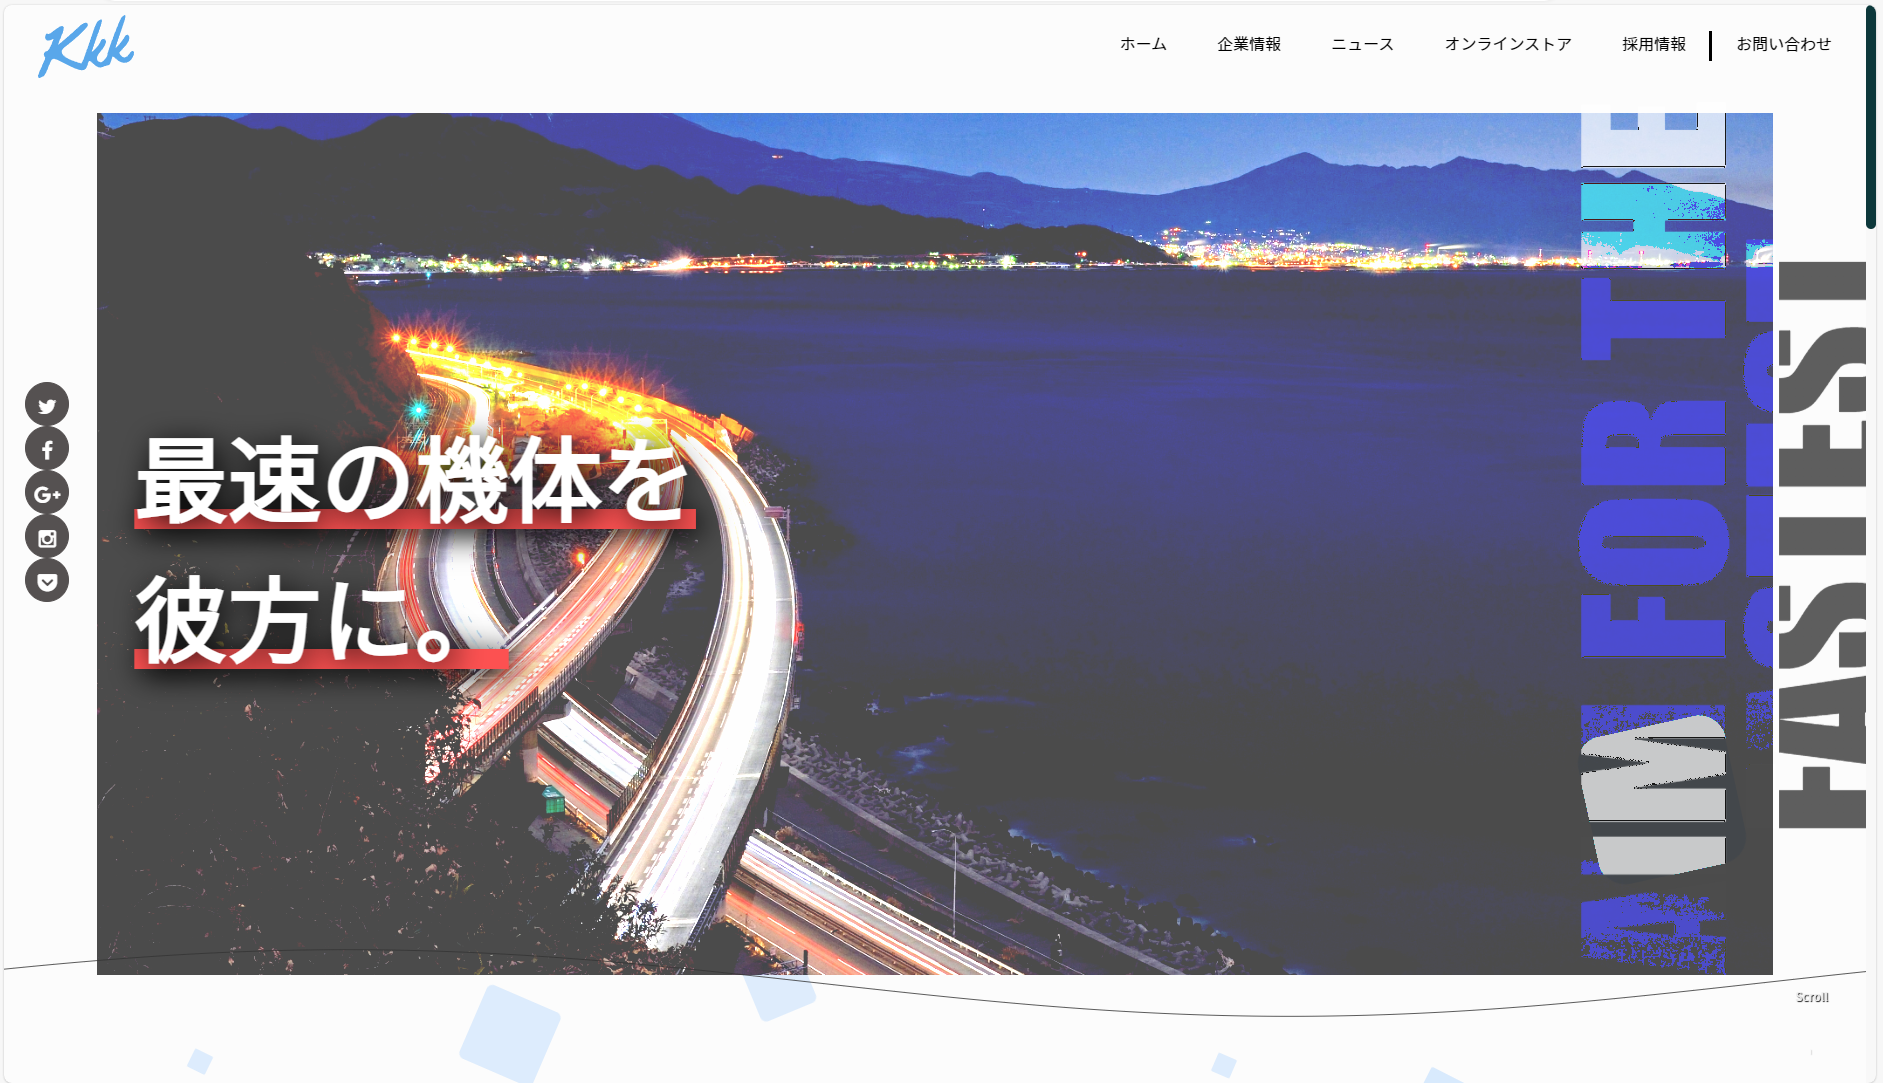 Kkk
ホーム
企業情報
ニュース
オンラインストア
採用情報
お問い合わせ
最速の機体を
彼方に。
AIM FOR THE
FASTEST
Scroll